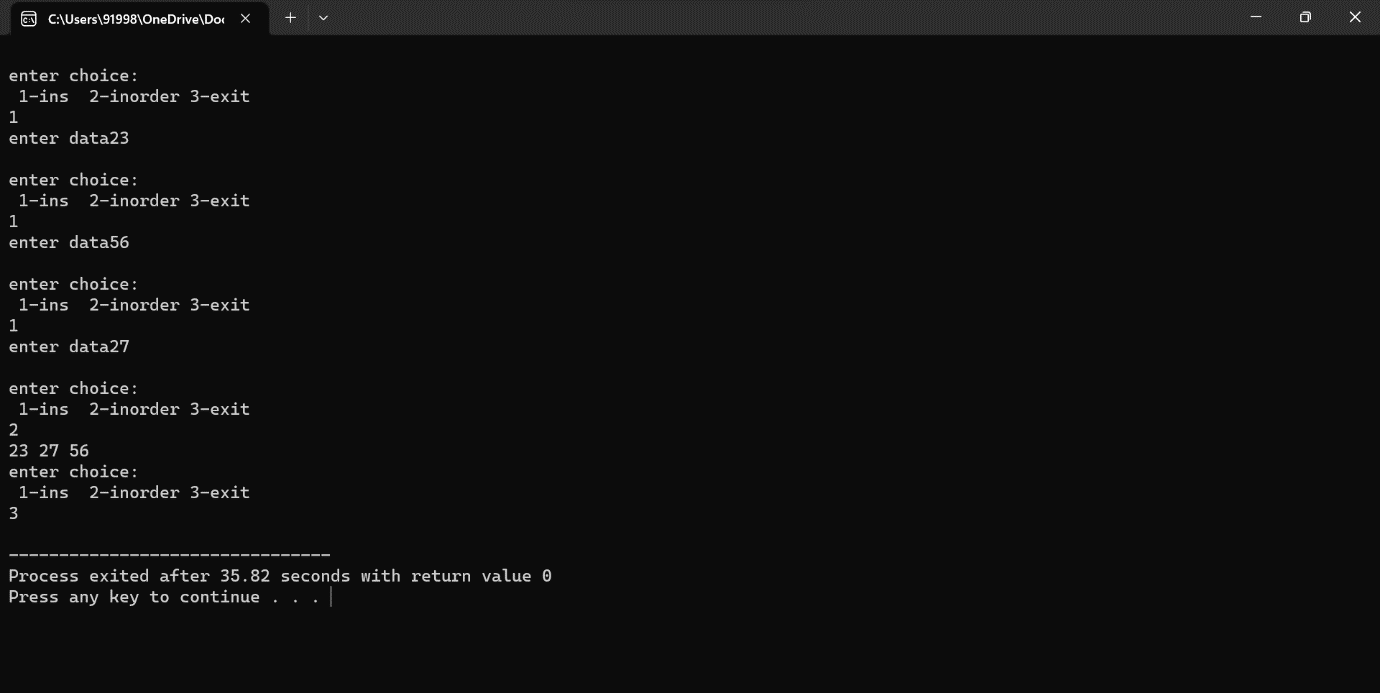 C:\Users\91998\OneDrive\Doc
enter choice:
1-ins  2-inorder 3-exit
1
enter data23
enter choice:
1-ins  2-inorder 3-exit
1
enter data56
enter choice:
1-ins  2-inorder 3-exit
1
enter data27
enter choice:
1-ins  2-inorder 3-exit
2
23 27 56
enter choice:
1-ins  2-inorder 3-exit
3
--------------------------------
Process exited after 35.82 seconds with return value 0
Press any key to continue . . .